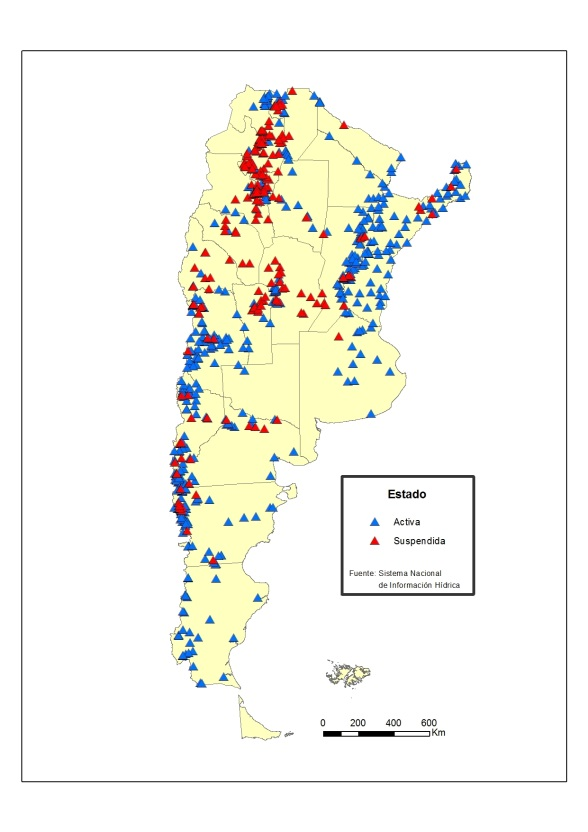 Estado
Activa
Suspendida
Fuente: Sistema Nacional
de Información Hídrica
0 200 400 600
Km